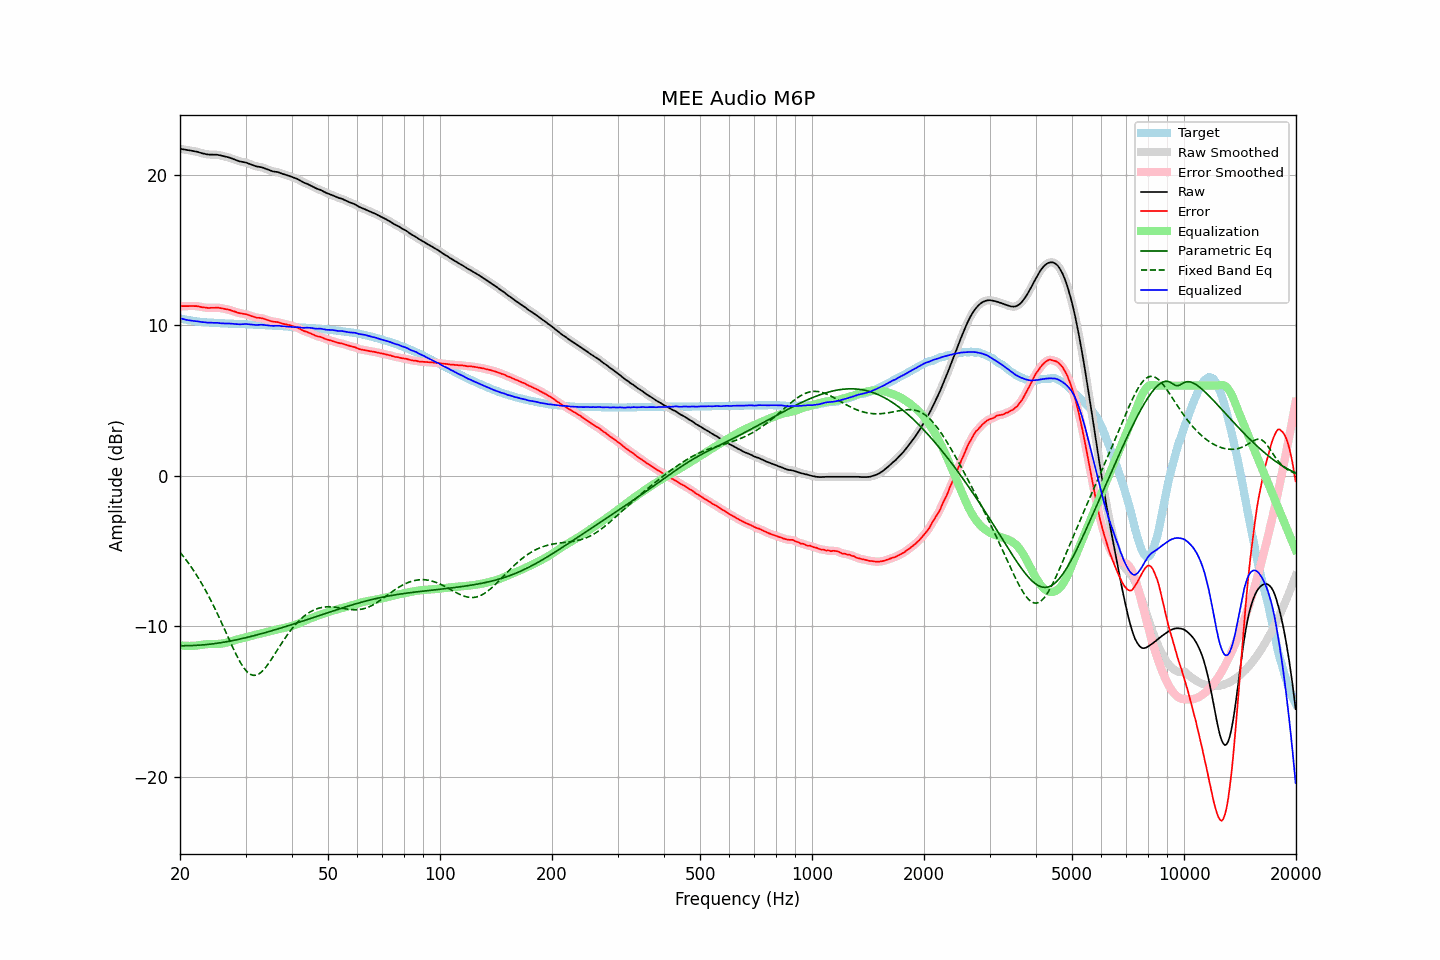 MEE Audio M6P
Target
Raw Smoothed
Error Smoothed
Raw
Error
Equalization
Parametric Eq
Fixed Band Eq
Equalized
20
10
0
−10
−20
Amplitude (dBr)
20 50 100 200 500 1000 2000 5000 10000 20000
Frequency (Hz)